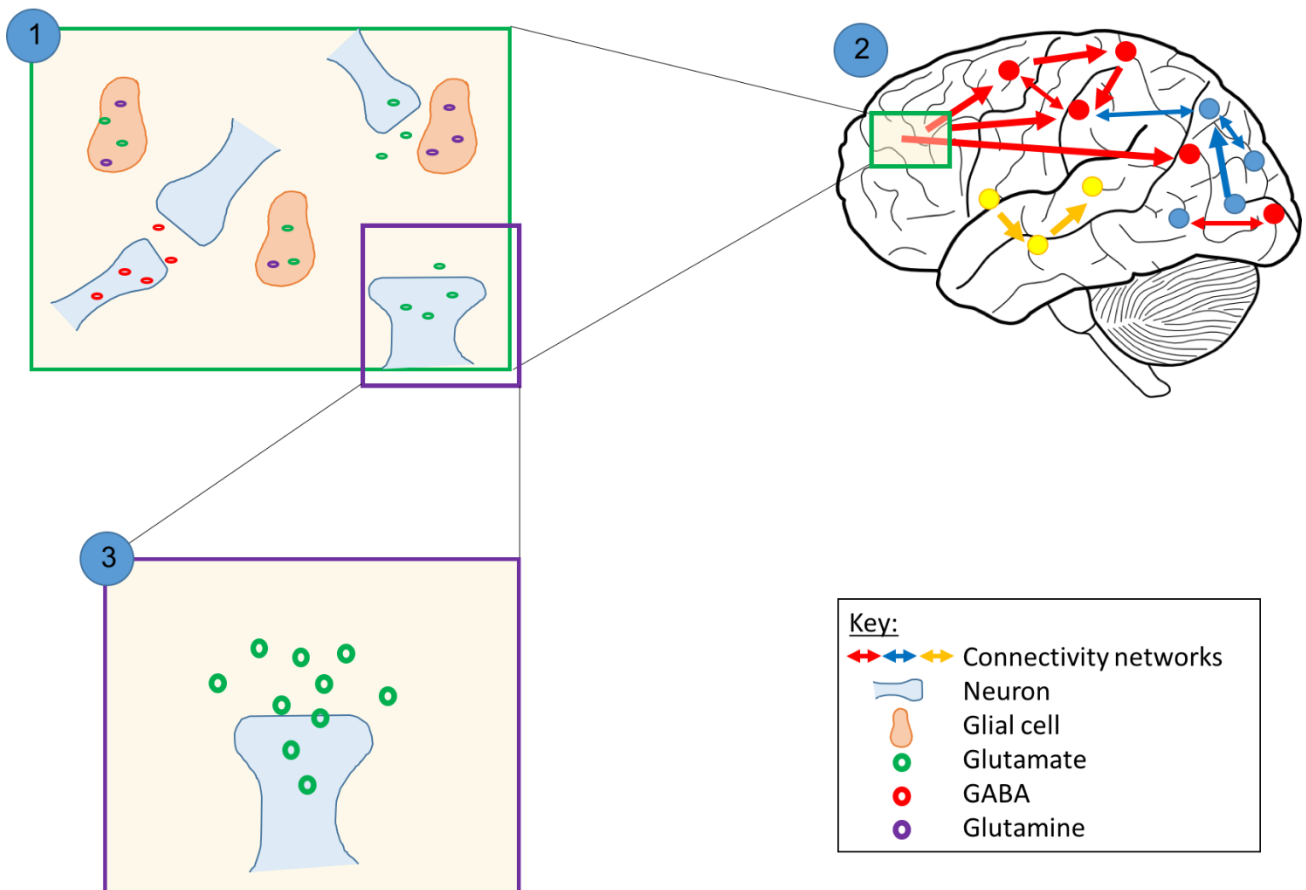 1
2
3
Key:
Connectivity networks
Neuron
Glial cell
Glutamate
GABA
Glutamine